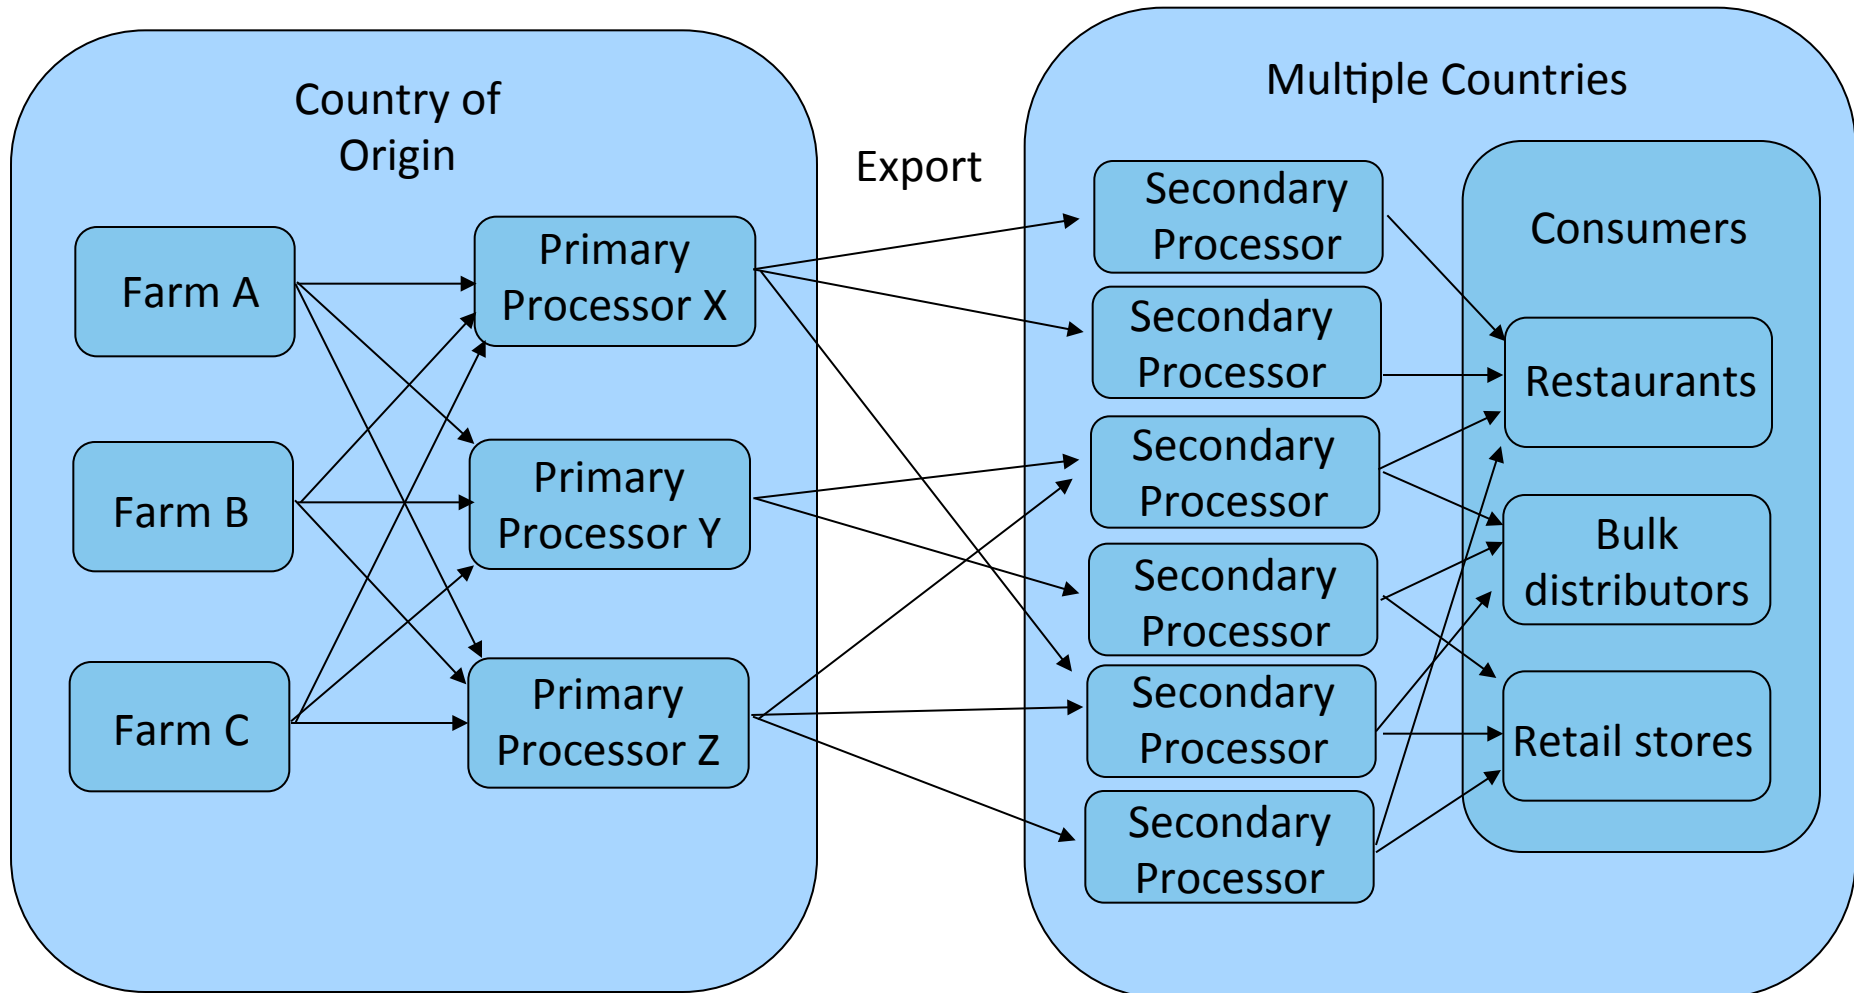 Country of
Origin
Farm A
Farm B
Farm C
Primary
Processor X
Primary
Processor Y
Primary
Processor Z
Export
Multiple Countries
Secondary
Processor
Secondary
Processor
Secondary
Processor
Secondary
Processor
Secondary
Processor
Secondary
Processor
Consumers
Restaurants
Bulk
distributors
Retail stores